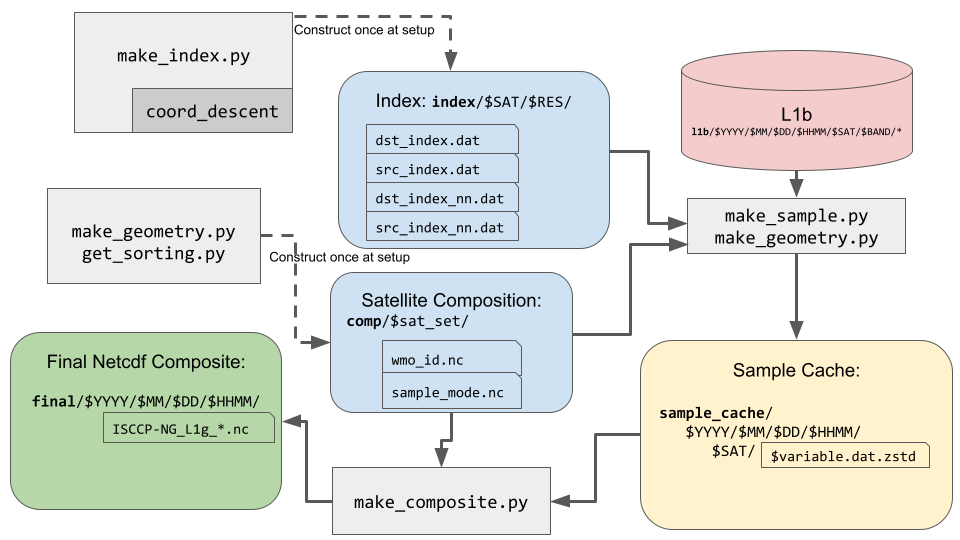 make_index.py
coord_descent
Construct once at setup
Index: index/$SAT/$RES/
dst_index.dat
src_index.dat
dst_index_nn.dat
src_index_nn.dat
L1b
l1b/$YYYY/$MM/$DD/$HHMM/$SAT/$BAND/*
make_sample.py
make_geometry.py
make_geometry.py
get_sorting.py
Construct once at setup
Satellite Composition:
comp/$sat_set/
wmo_id.nc
sample_mode.nc
Final Netcdf Composite:
final/$YYYY/$MM/$DD/$HHMM/
ISCCP-NG_L1g_*.nc
Sample Cache:
sample_cache/
$YYYY/$MM/$DD/$HHMM/
$SAT/
$variable.dat.zstd
make_composite.py